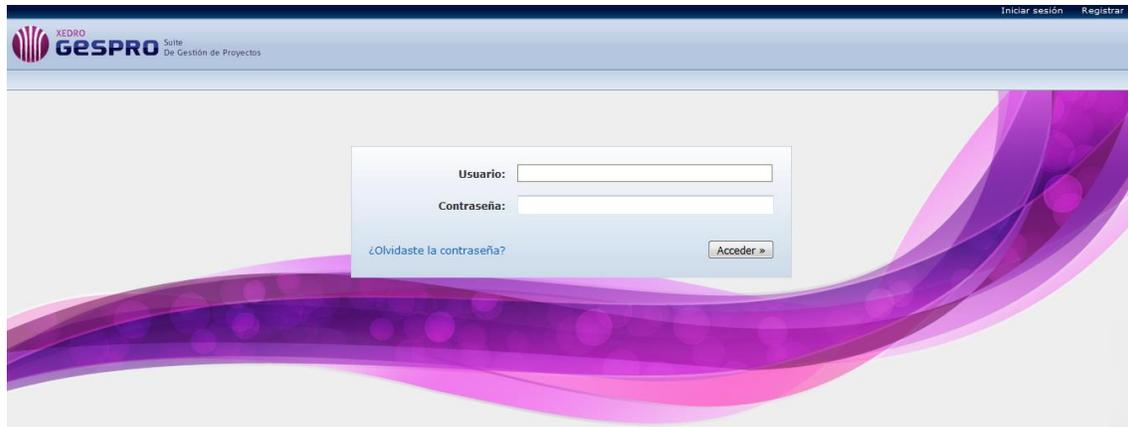 Iniciar sesión Registrar
XEDRO
GESPRO Suite
De Gestión de Proyectos
Usuario:
Contraseña:
¿Olvidaste la contraseña? Acceder »